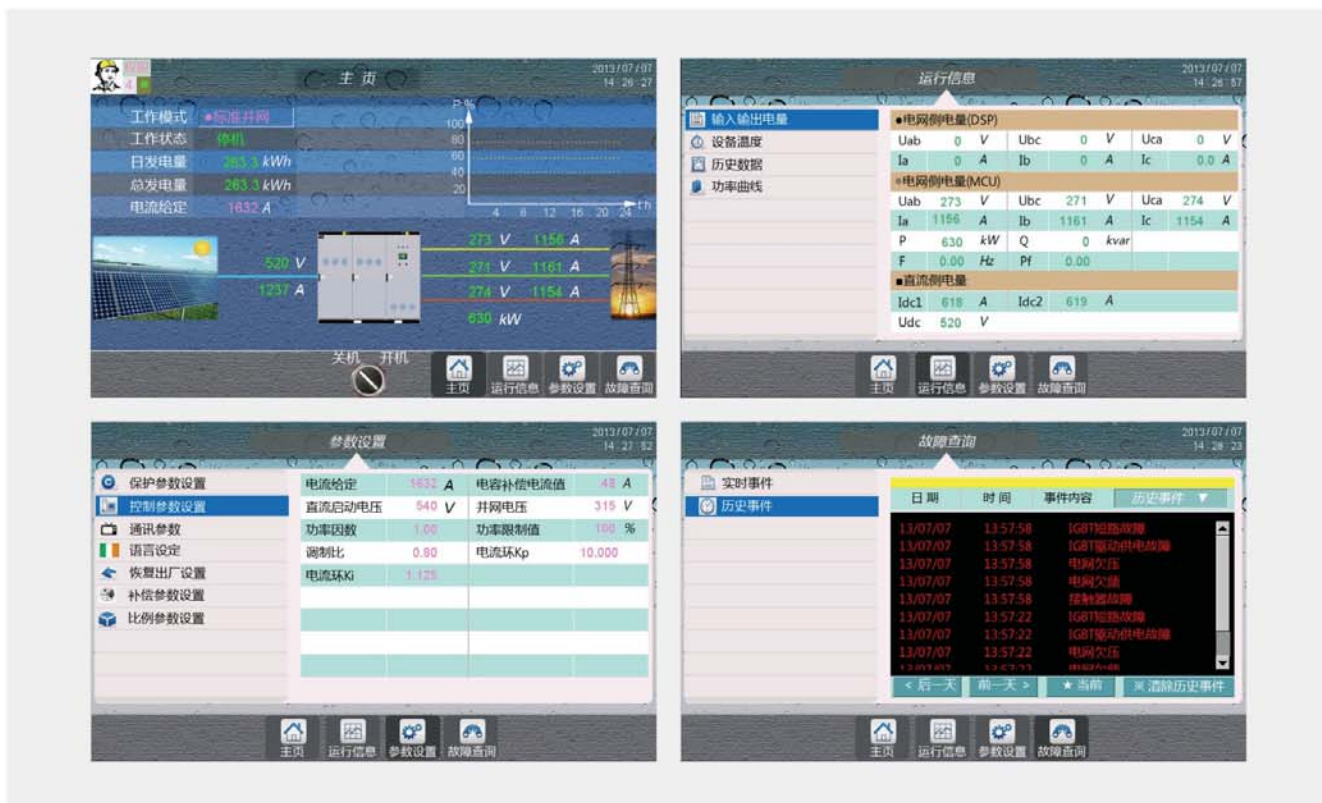 权限
4
主 页
2013/07/07
14:26:27
工作模式 ●标准并网
工作状态 停机
日发电量 263.3 kWh
总发电量 263.3 kWh
电流给定 1632 A
P%
100
80
60
40
20
4 8 12 16 20 24 t h
520 V
1237 A
273 V 1156 A
271 V 1161 A
274 V 1154 A
630 kW
关机 开机
主页 运行信息 参数设置 故障查询
运行信息
2013/07/07
14:26:57
输入输出电量
设备温度
历史数据
功率曲线
●电网侧电量(DSP)
Uab 0 V Ubc 0 V Uca 0 V
Ia 0 A Ib 0 A Ic 0.0 A
●电网侧电量(MCU)
Uab 273 V Ubc 271 V Uca 274 V
Ia 1156 A Ib 1161 A Ic 1154 A
P 630 kW Q 0 kvar
F 0.00 Hz Pf 0.00
■直流侧电量
Idc1 618 A Idc2 619 A
Udc 520 V
主页 运行信息 参数设置 故障查询
参数设置
2013/07/07
14:27:52
保护参数设置
控制参数设置
通讯参数
语言设定
恢复出厂设置
补偿参数设置
比例参数设置
电流给定 1632 A 电容补偿电流值 48 A
直流启动电压 540 V 并网电压 315 V
功率因数 1.00 功率限制值 100 %
调制比 0.80 电流环Kp 10.000
电流环Ki 1.125
主页 运行信息 参数设置 故障查询
故障查询
2013/07/07
14:28:23
实时事件
历史事件
日期 时间 事件内容 历史事件 ▼
13/07/07 13:57:58 IGBT短路故障
13/07/07 13:57:58 IGBT驱动供电故障
13/07/07 13:57:58 电网欠压
13/07/07 13:57:58 电网欠频
13/07/07 13:57:58 接触器故障
13/07/07 13:57:22 IGBT短路故障
13/07/07 13:57:22 IGBT驱动供电故障
13/07/07 13:57:22 电网欠压
13/07/07 13:57:22 电网欠频
< 后一天 前一天 > ★当前 ※清除历史事件
主页 运行信息 参数设置 故障查询